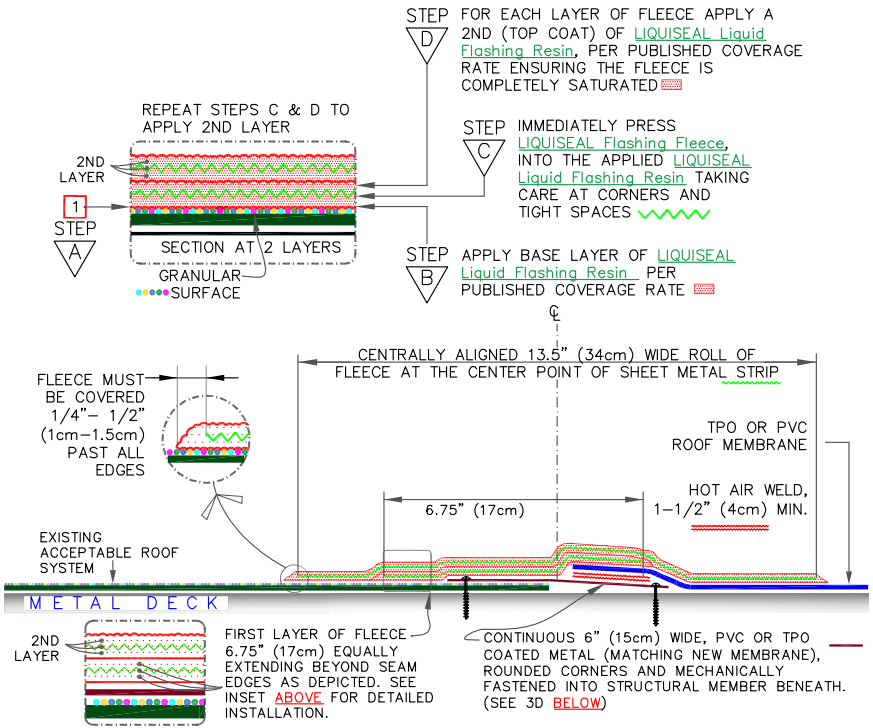 STEP
D
FOR EACH LAYER OF FLEECE APPLY A
2ND (TOP COAT) OF LIQUISEAL Liquid
Flashing Resin, PER PUBLISHED COVERAGE
RATE ENSURING THE FLEECE IS
COMPLETELY SATURATED
REPEAT STEPS C & D TO
APPLY 2ND LAYER
STEP
C
IMMEDIATELY PRESS
LIQUISEAL Flashing Fleece,
INTO THE APPLIED LIQUISEAL
Liquid Flashing Resin TAKING
CARE AT CORNERS AND
TIGHT SPACES
2ND
LAYER
1
STEP
A
SECTION AT 2 LAYERS
GRANULAR
SURFACE
STEP
B
APPLY BASE LAYER OF LIQUISEAL
Liquid Flashing Resin PER
PUBLISHED COVERAGE RATE
℄
CENTRALLY ALIGNED 13.5" (34cm) WIDE ROLL OF
FLEECE AT THE CENTER POINT OF SHEET METAL STRIP
FLEECE MUST
BE COVERED
1/4"– 1/2"
(1cm–1.5cm)
PAST ALL
EDGES
TPO OR PVC
ROOF MEMBRANE
HOT AIR WELD,
1–1/2" (4cm) MIN.
6.75" (17cm)
EXISTING
ACCEPTABLE ROOF
SYSTEM
METAL DECK
2ND
LAYER
FIRST LAYER OF FLEECE
6.75" (17cm) EQUALLY
EXTENDING BEYOND SEAM
EDGES AS DEPICTED. SEE
INSET ABOVE FOR DETAILED
INSTALLATION.
CONTINUOUS 6" (15cm) WIDE, PVC OR TPO
COATED METAL (MATCHING NEW MEMBRANE),
ROUNDED CORNERS AND MECHANICALLY
FASTENED INTO STRUCTURAL MEMBER BENEATH.
(SEE 3D BELOW)